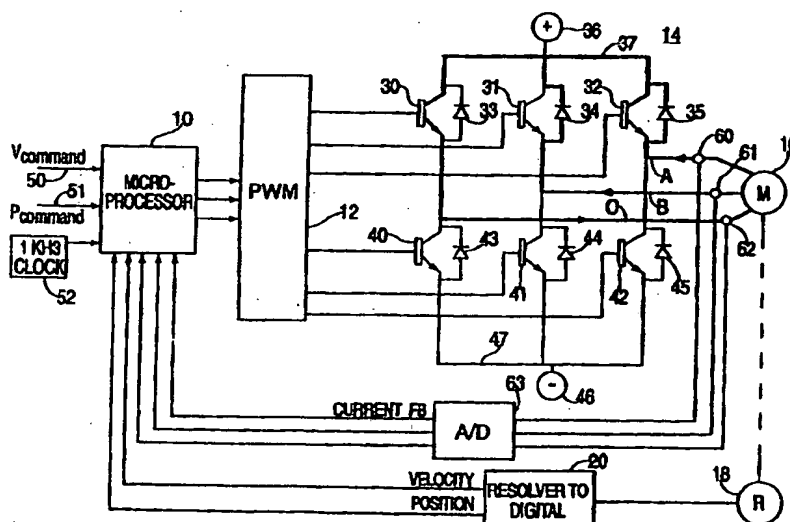 36
37
14
30
31
32
33
34
35
60
10
16
V command
50
MICRO-
PROCESSOR
PWM
A
61
M
51
P command
B
O
12
40
43
44
62
1 KH3
CLOCK
52
41
42
45
47
46
63
CURRENT FB
A/D
20
18
VELOCITY
POSITION
RESOLVER TO
DIGITAL
R